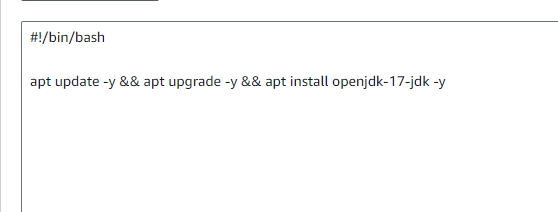 #!/bin/bash
apt update -y && apt upgrade -y && apt install openjdk-17-jdk -y